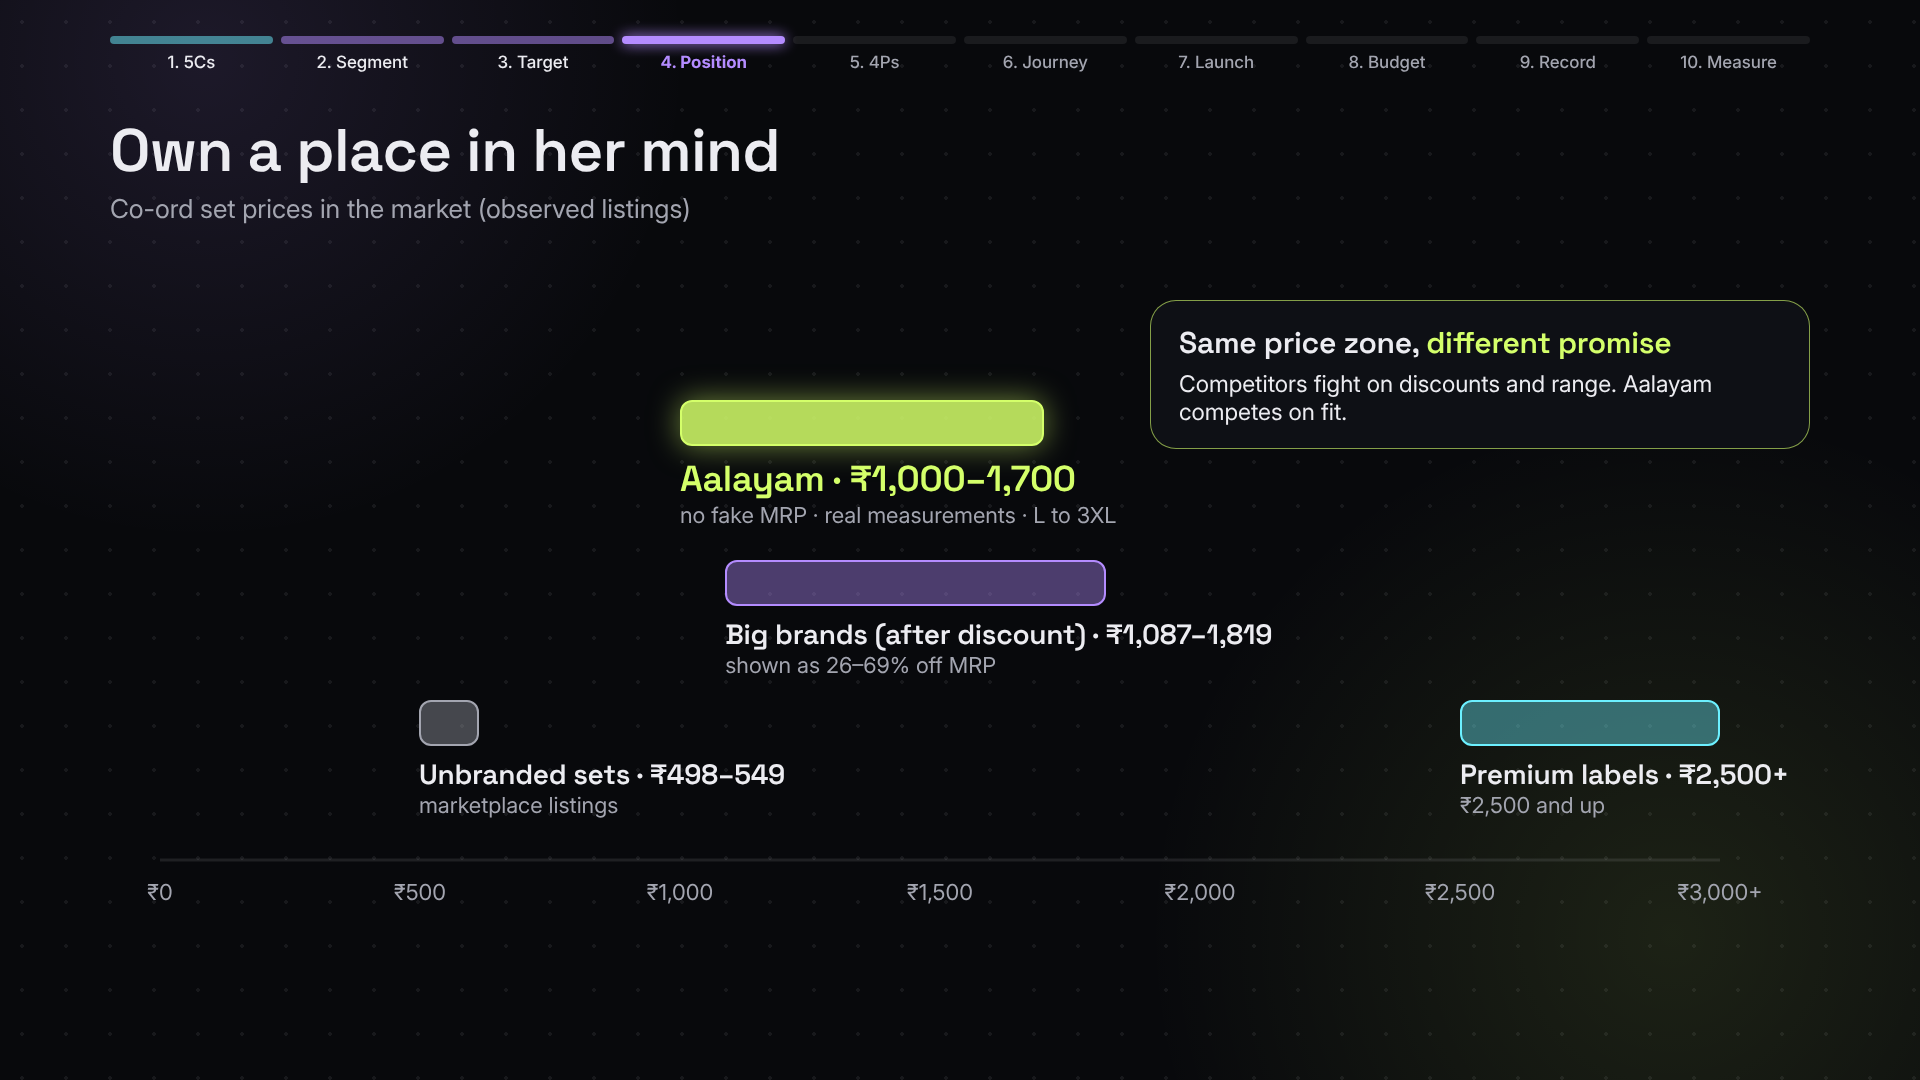 1. 5Cs
2. Segment
3. Target
4. Position
5. 4Ps
6. Journey
7. Launch
8. Budget
9. Record
10. Measure
Own a place in her mind
Co-ord set prices in the market (observed listings)
Same price zone, different promise
Competitors fight on discounts and range. Aalayam
competes on fit.
Aalayam · ₹1,000–1,700
no fake MRP · real measurements · L to 3XL
Big brands (after discount) · ₹1,087–1,819
shown as 26–69% off MRP
Unbranded sets · ₹498–549
marketplace listings
Premium labels · ₹2,500+
₹2,500 and up
₹0
₹500
₹1,000
₹1,500
₹2,000
₹2,500
₹3,000+